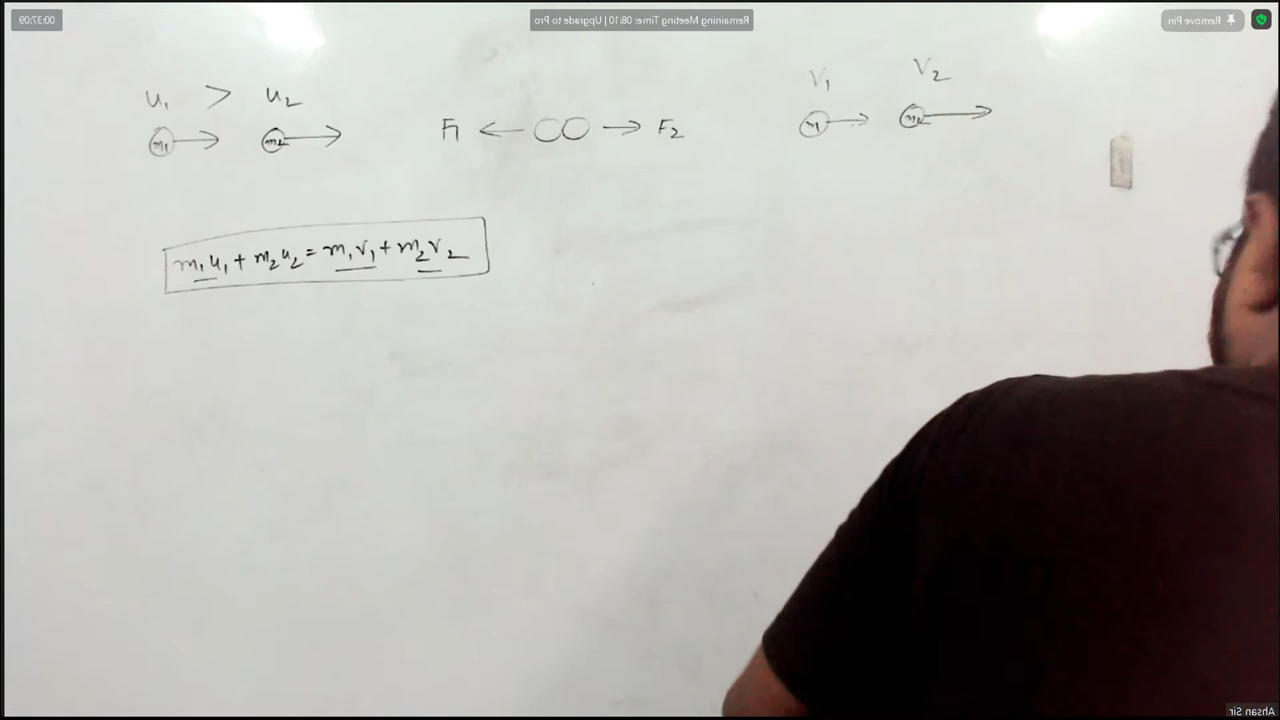 00:37:09
Remaining Meeting Time: 08:10 | Upgrade to Pro
Remove Pin
u₁ > u₂
m₁ m₂
F₁ F₂
V₁ V₂
m₁ m₂
m₁u₁ + m₂u₂ = m₁v₁ + m₂v₂
Ahsan Sir